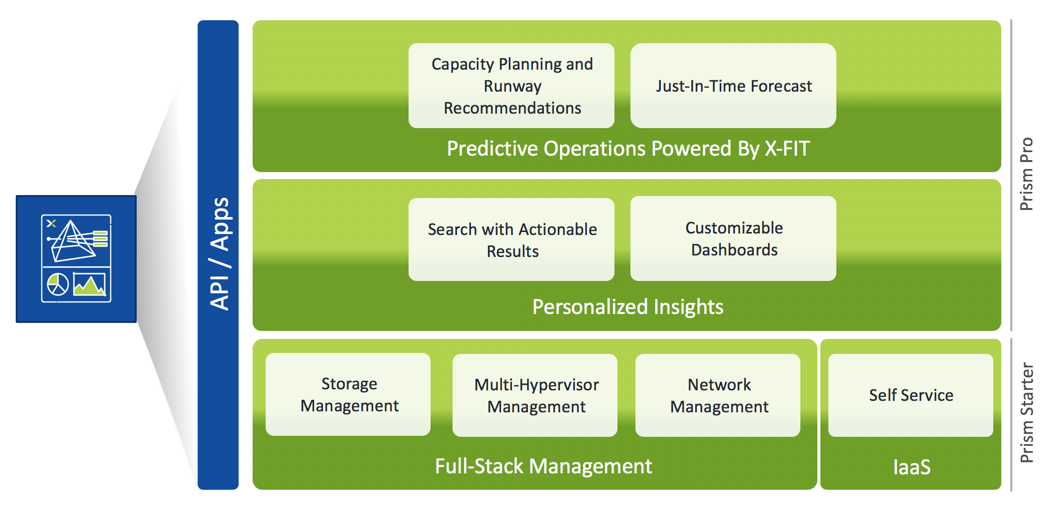 API / Apps
Capacity Planning and
Runway
Recommendations
Just-In-Time Forecast
Predictive Operations Powered By X-FIT
Search with Actionable
Results
Customizable
Dashboards
Personalized Insights
Prism Pro
Storage
Management
Multi-Hypervisor
Management
Network
Management
Full-Stack Management
Self Service
IaaS
Prism Starter